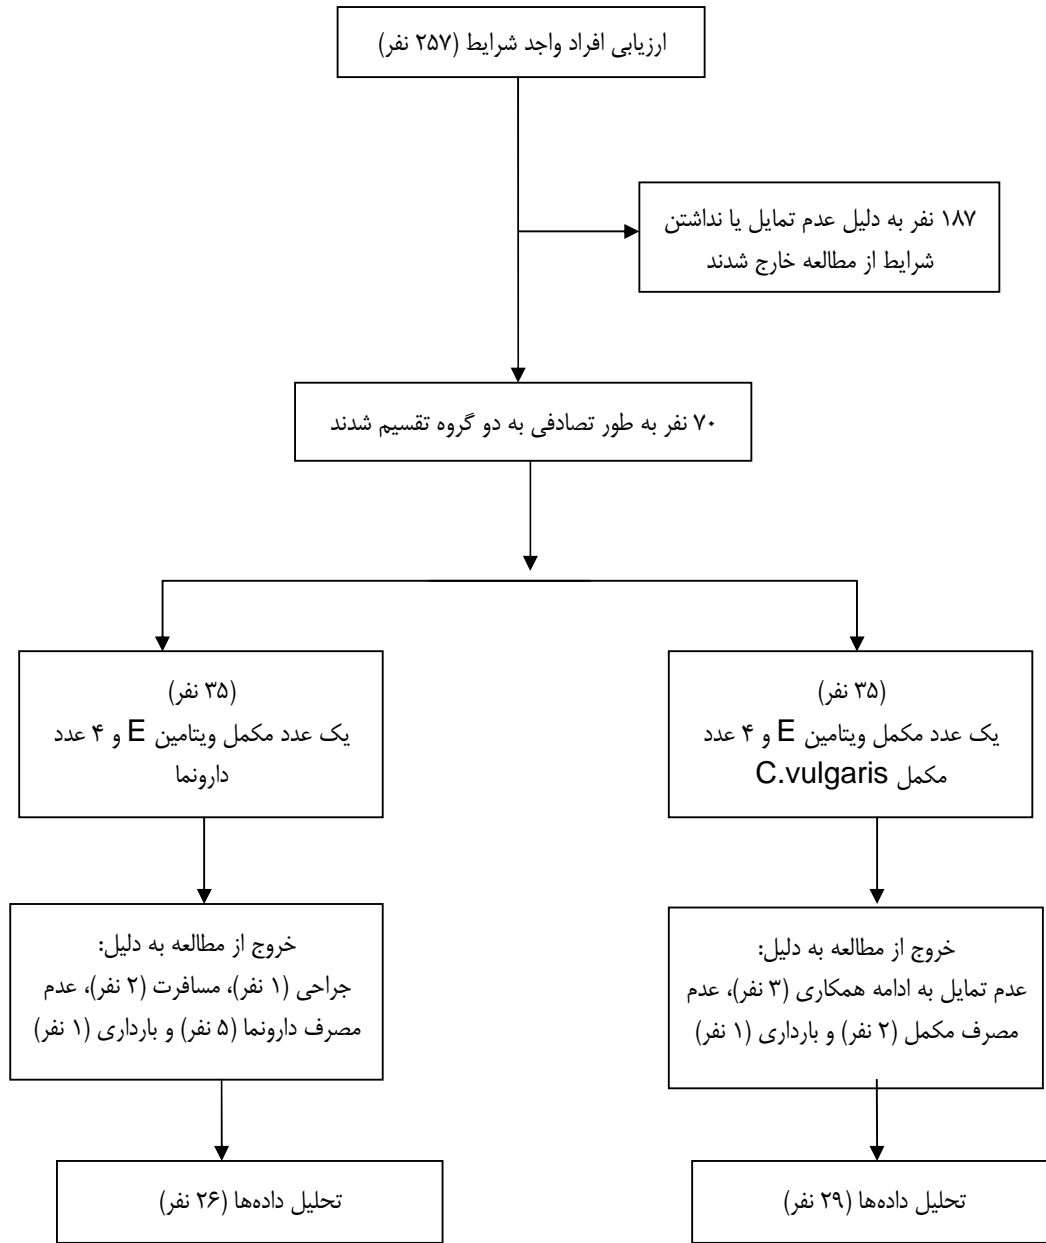 ارزیابی افراد واجد شرایط (۲۵۷ نفر)
۱۸۷ نفر به دلیل عدم تمایل یا نداشتن
شرایط از مطالعه خارج شدند
۷۰ نفر به طور تصادفی به دو گروه تقسیم شدند
(۳۵ نفر)
یک عدد مکمل ویتامین E و ۴ عدد
مکمل C.vulgaris
(۳۵ نفر)
یک عدد مکمل ویتامین E و ۴ عدد
دارونما
خروج از مطالعه به دلیل:
عدم تمایل به ادامه همکاری (۳ نفر)، عدم
مصرف مکمل (۲ نفر) و بارداری (۱ نفر)
خروج از مطالعه به دلیل:
جراحی (۱ نفر)، مسافرت (۲ نفر)، عدم
مصرف دارونما (۵ نفر) و بارداری (۱ نفر)
تحلیل داده‌ها (۲۹ نفر)
تحلیل داده‌ها (۲۶ نفر)